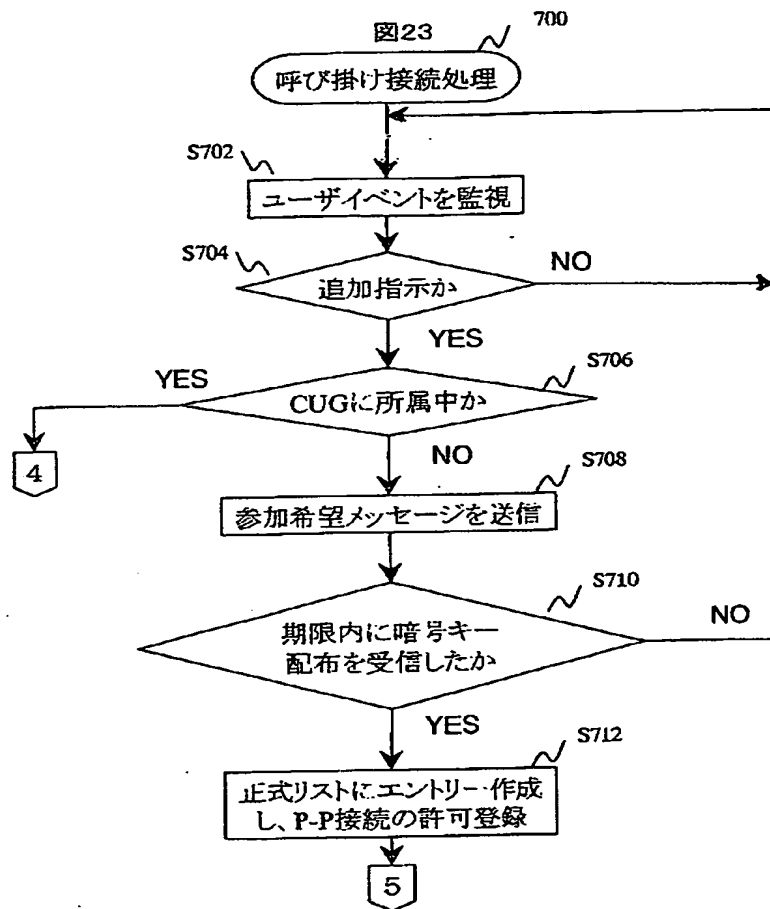 図23
700
呼び掛け接続処理
S702
ユーザイベントを監視
S704
追加指示か
NO
YES
S706
YES
CUGに所属中か
4
NO
S708
参加希望メッセージを送信
S710
期限内に暗号キー
配布を受信したか
NO
YES
S712
正式リストにエントリー作成
し、P-P接続の許可登録
5